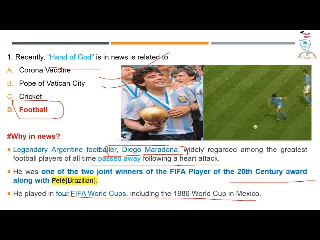 1. Recently, "Hand of God" is in news is related to
A. Corona Vaccine
B. Pope of Vatican City
C. Cricket
D. Football
#Why in news?
Legendary Argentine footballer, Diego Maradona. widely regarded among the greatest
football players of all time passed away following a heart attack.
He was one of the two joint winners of the FIFA Player of the 20th Century award
along with Pelé(Brazilian).
He played in four FIFA World Cups. including the 1986 World Cup in Mexico.